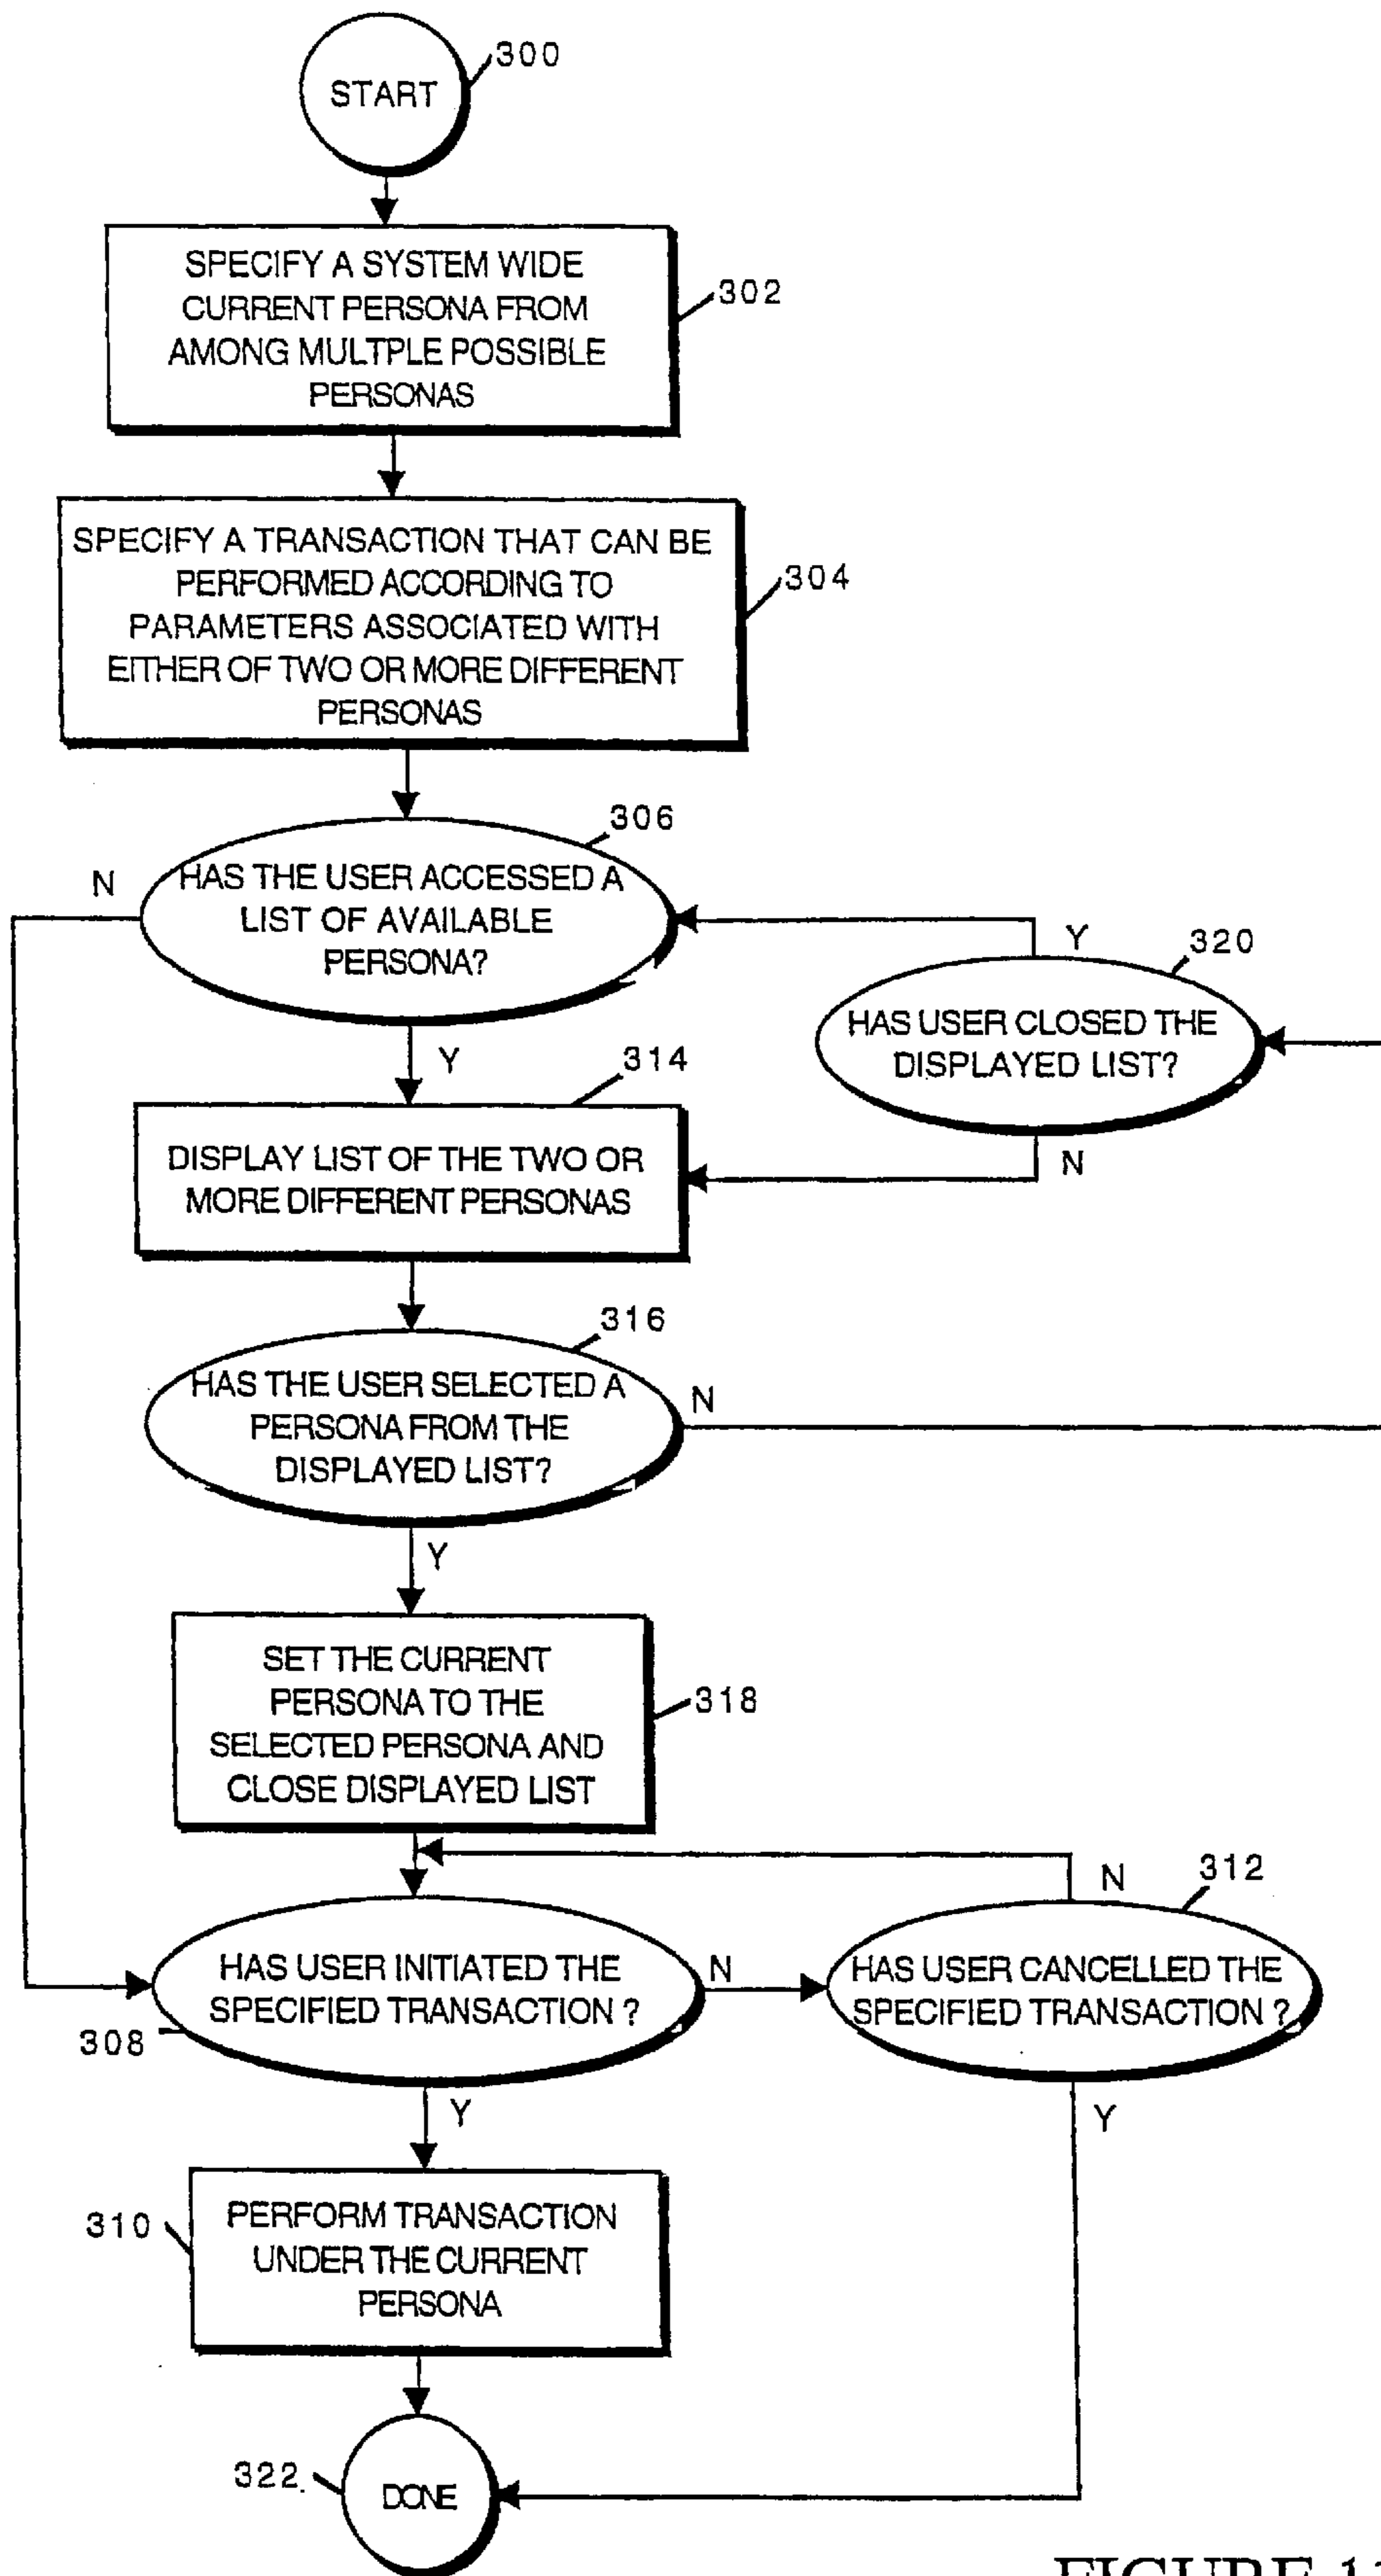 300
START
SPECIFY A SYSTEM WIDE
CURRENT PERSONA FROM
AMONG MULTPLE POSSIBLE
PERSONAS
302
SPECIFY A TRANSACTION THAT CAN BE
PERFORMED ACCORDING TO
PARAMETERS ASSOCIATED WITH
EITHER OF TWO OR MORE DIFFERENT
PERSONAS
304
306
N
HAS THE USER ACCESSED A
LIST OF AVAILABLE
PERSONA?
Y
320
HAS USER CLOSED THE
DISPLAYED LIST?
Y
314
N
DISPLAY LIST OF THE TWO OR
MORE DIFFERENT PERSONAS
316
HAS THE USER SELECTED A
PERSONA FROM THE
DISPLAYED LIST?
N
Y
SET THE CURRENT
PERSONA TO THE
SELECTED PERSONA AND
CLOSE DISPLAYED LIST
318
N
312
HAS USER INITIATED THE
SPECIFIED TRANSACTION ?
N
HAS USER CANCELLED THE
SPECIFIED TRANSACTION ?
308
Y
Y
310
PERFORM TRANSACTION
UNDER THE CURRENT
PERSONA
322
DONE
FIGURE